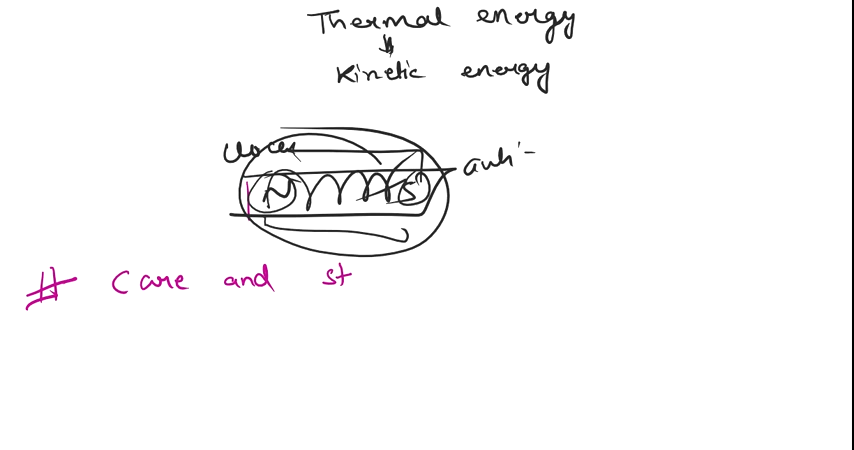 Thermal energy
Kinetic energy
N S
anti-
# Care and st